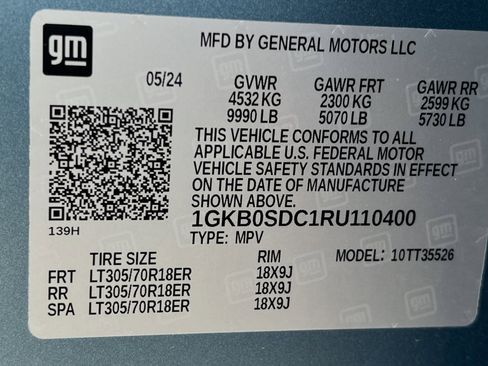 gm
MFD BY GENERAL MOTORS LLC
05/24 GVWR GAWR FRT GAWR RR
4532 KG 2300 KG 2599 KG
9990 LB 5070 LB 5730 LB
THIS VEHICLE CONFORMS TO ALL
APPLICABLE U.S. FEDERAL MOTOR
VEHICLE SAFETY STANDARDS IN EFFECT
ON THE DATE OF MANUFACTURE
SHOWN ABOVE.
139H
1GKB0SDC1RU110400
TYPE: MPV
TIRE SIZE RIM MODEL: 10TT35526
FRT LT305/70R18ER 18X9J
RR LT305/70R18ER 18X9J
SPA LT305/70R18ER 18X9J